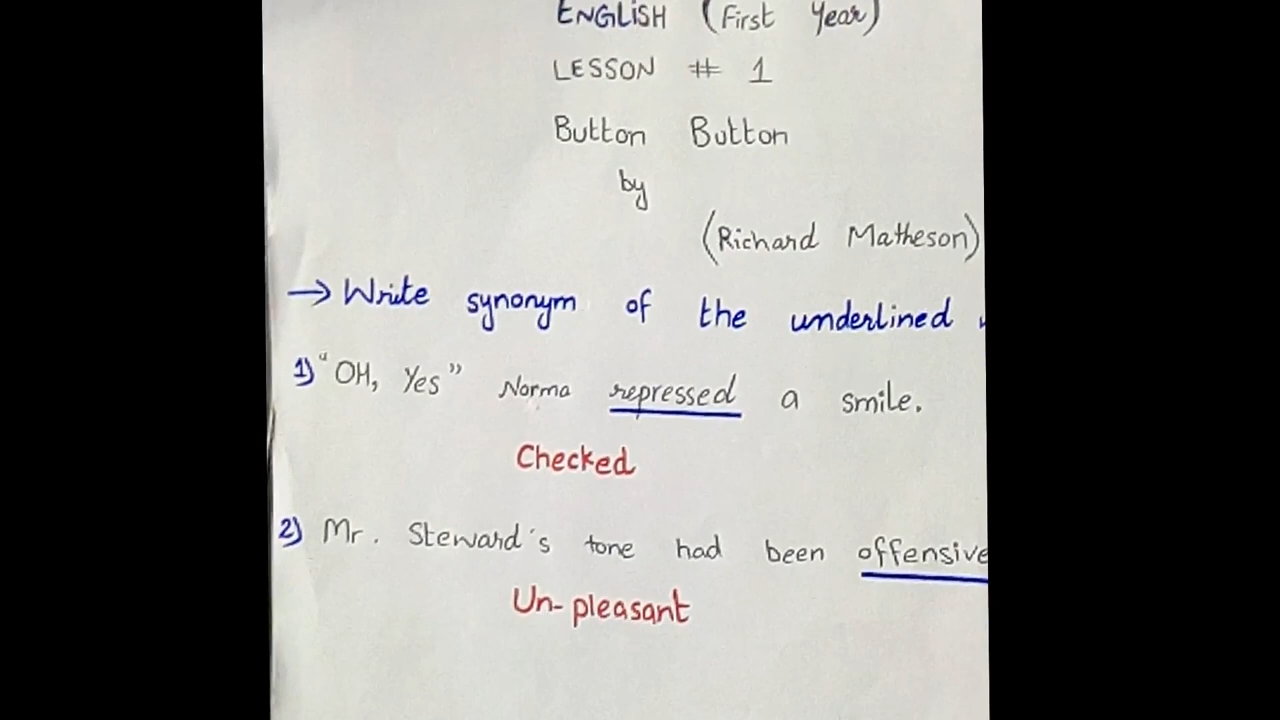 ENGLISH (First Year)
LESSON # 1
Button Button
by
(Richard Matheson)
→ Write synonym of the underlined
1) "OH, Yes" Norma repressed a smile.
Checked
2) Mr. Steward's tone had been offensive
Un-pleasant